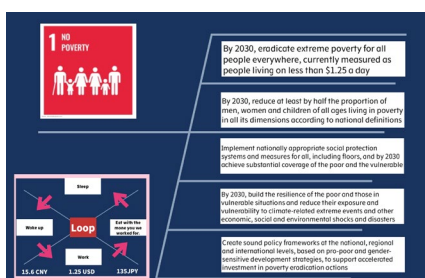 1 NO
POVERTY
By 2030, eradicate extreme poverty for all
people everywhere, currently measured as
people living on less than $1.25 a day
By 2030, reduce at least by half the proportion of
men, women and children of all ages living in poverty
in all its dimensions according to national definitions
Implement nationally appropriate social protection
systems and measures for all, including floors, and by 2030
achieve substantial coverage of the poor and the vulnerable
By 2030, build the resilience of the poor and those in
vulnerable situations and reduce their exposure and
vulnerability to climate-related extreme events and other
economic, social and environmental shocks and disasters
Create sound policy frameworks at the national, regional
and international levels, based on pro-poor and gender-
sensitive development strategies, to support accelerated
investment in poverty eradication actions
Sleep
Wake up
Loop
Eat with the
mone you we
worked for.
Work
15.6 CNY
1.25 USD
135JPY